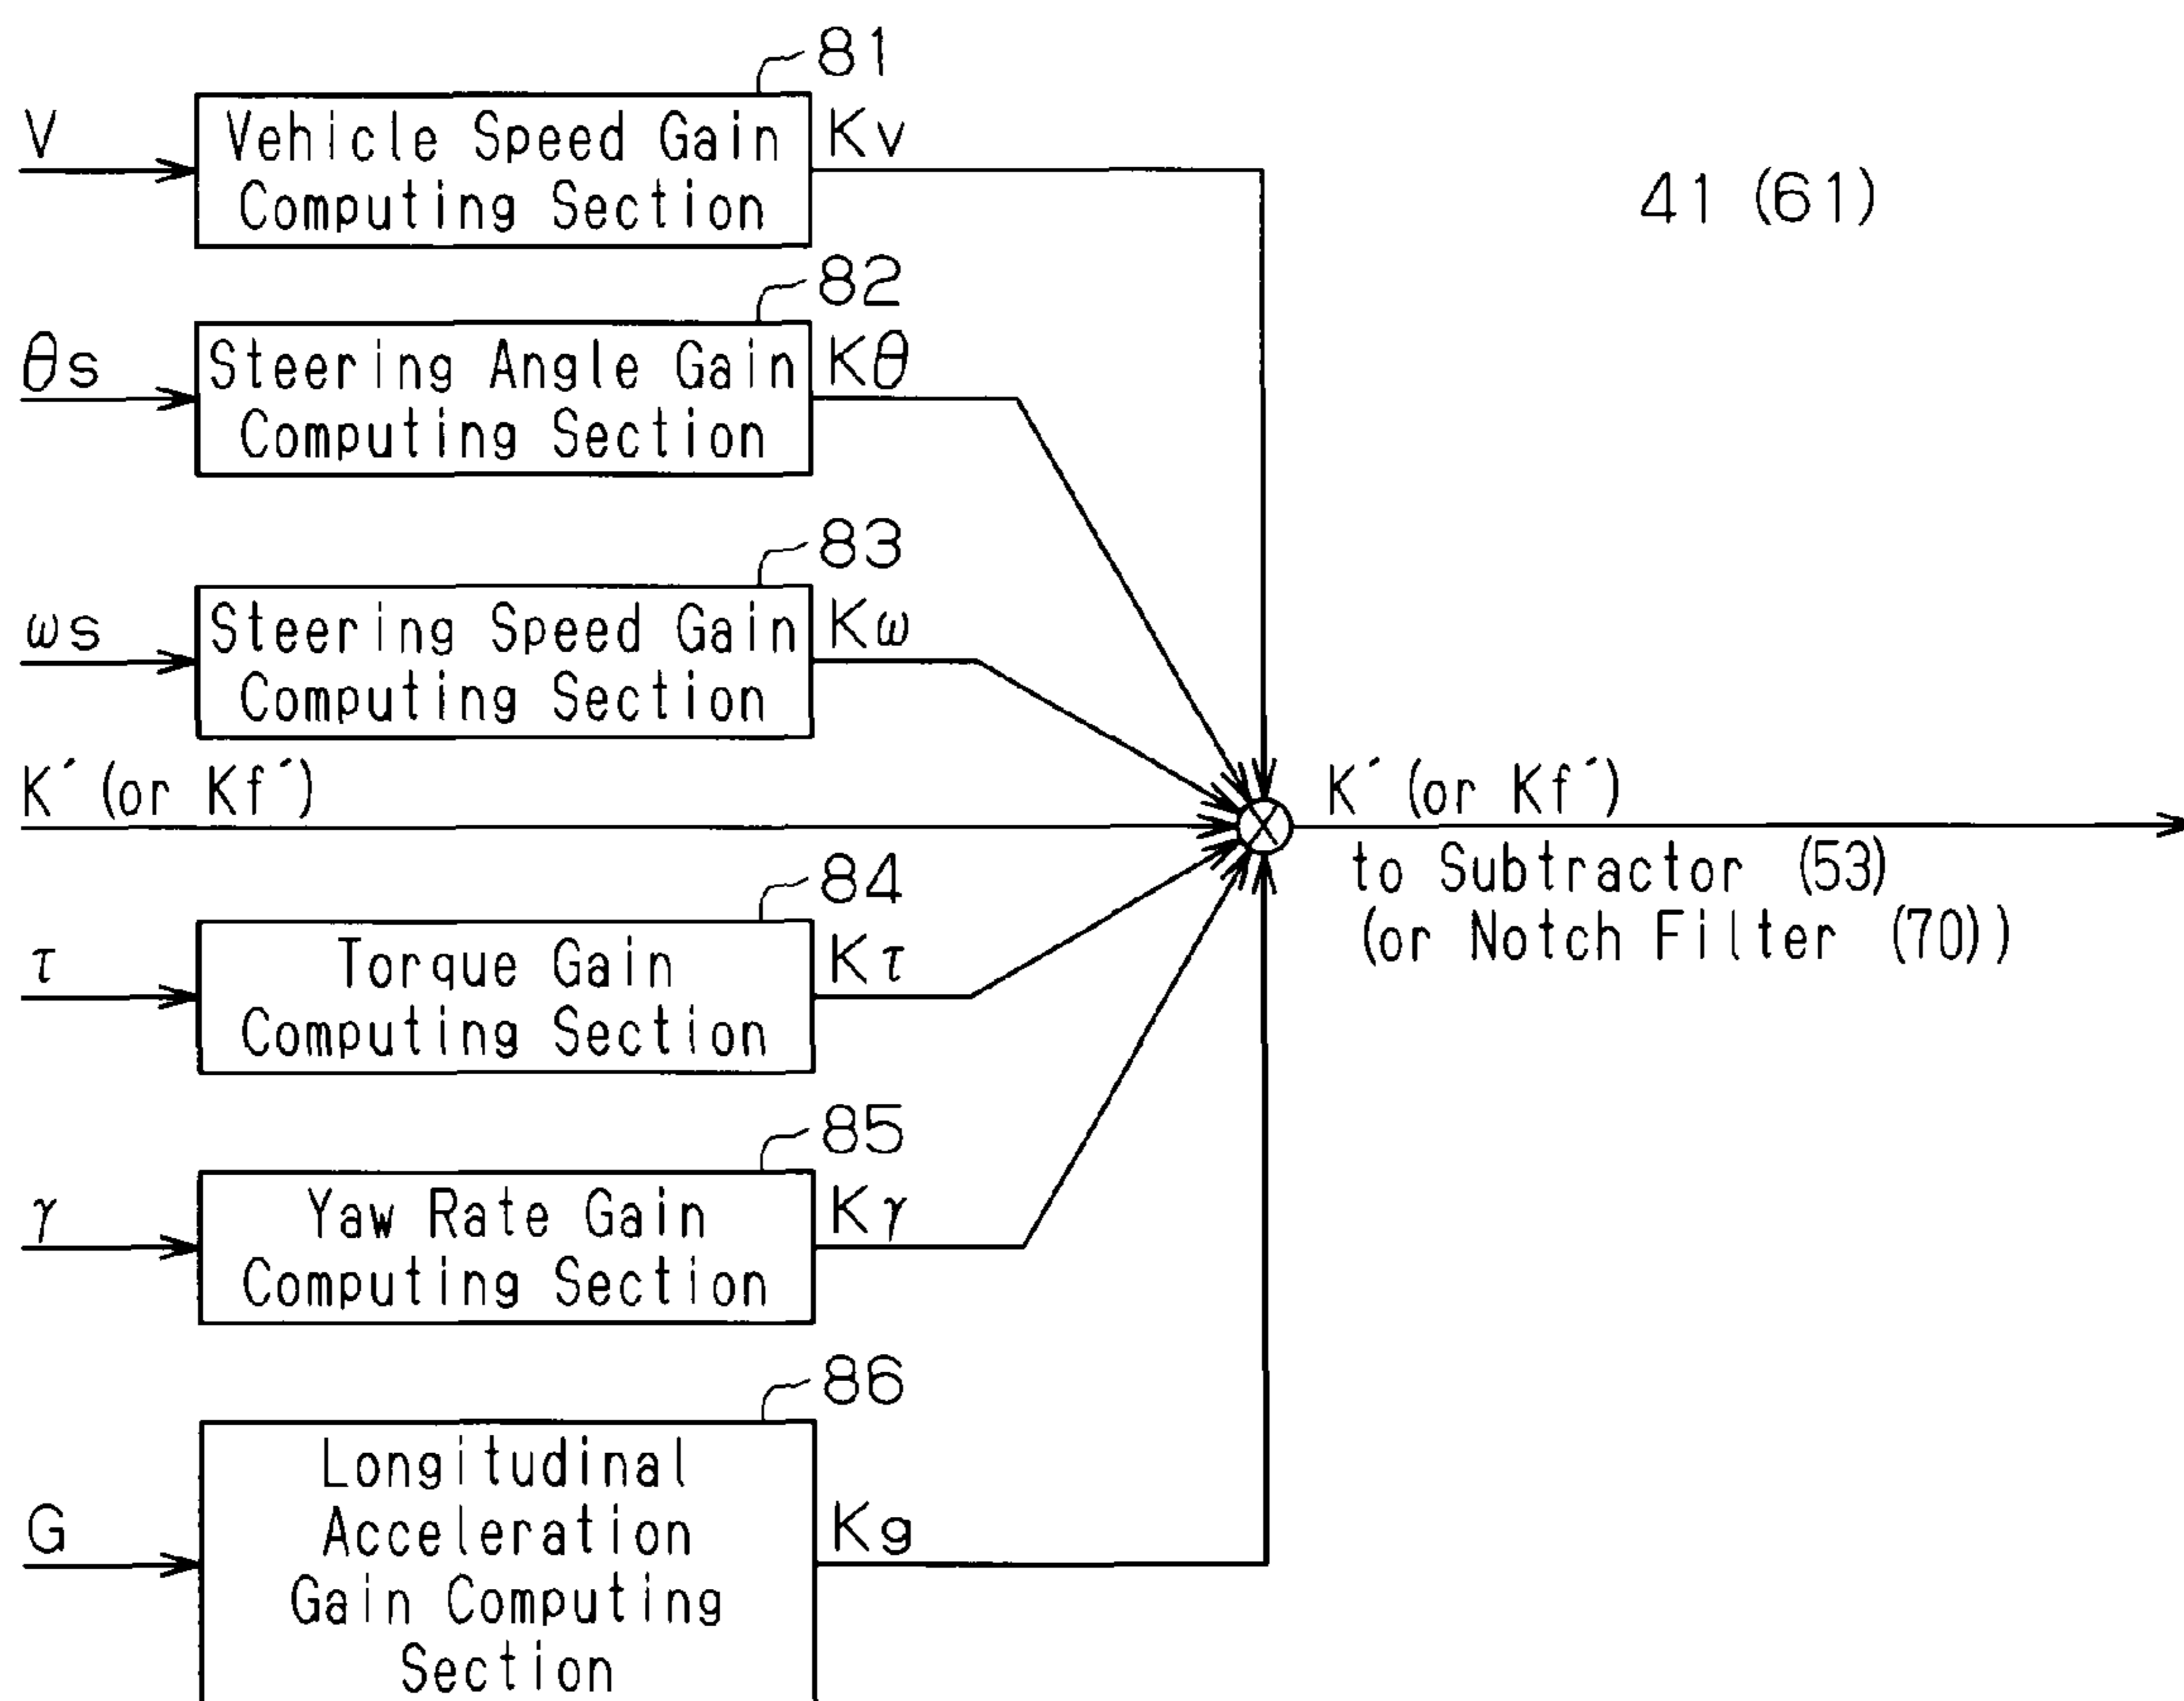 81
V
Vehicle Speed Gain
Computing Section
Kv
41 (61)
82
θs
Steering Angle Gain
Computing Section
Kθ
83
ωs
Steering Speed Gain
Computing Section
Kω
K´(or Kf´)
K´(or Kf´)
to Subtractor (53)
(or Notch Filter (70))
84
τ
Torque Gain
Computing Section
Kτ
85
γ
Yaw Rate Gain
Computing Section
Kγ
86
G
Longitudinal
Acceleration
Gain Computing
Section
Kg